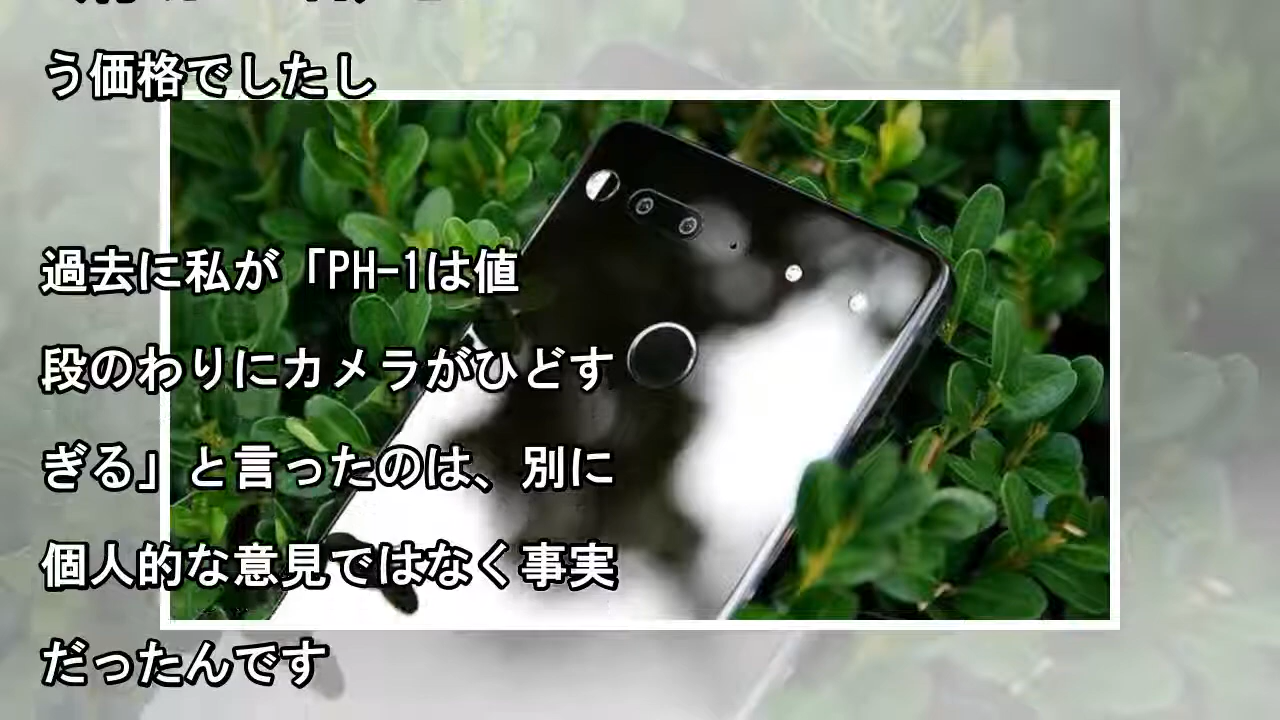 う価格でしたし
過去に私が「PH-1は値
段のわりにカメラがひどす
ぎる」と言ったのは、別に
個人的な意見ではなく事実
だったんです